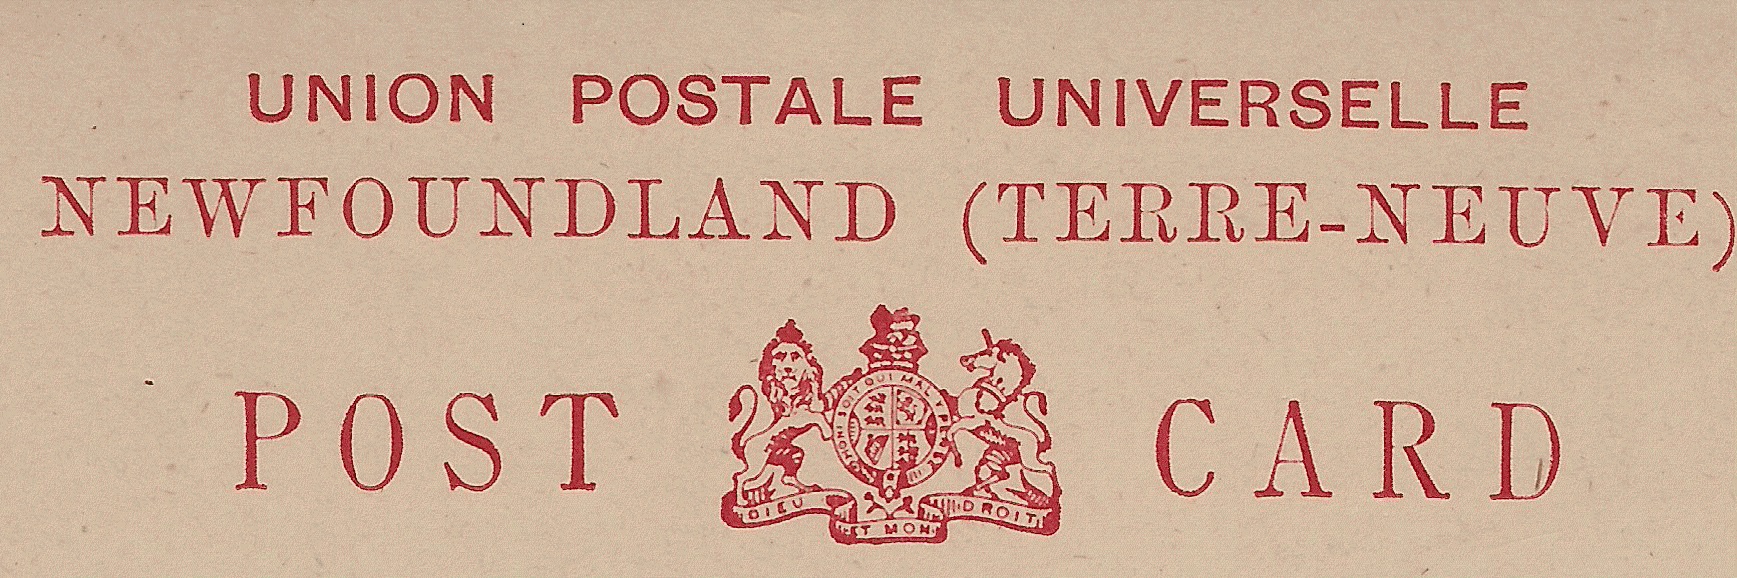 UNION POSTALE UNIVERSELLE
NEWFOUNDLAND (TERRE-NEUVE)
POST CARD
HONI SOIT QUI MAL Y PENSE
DIEU ET MON DROIT